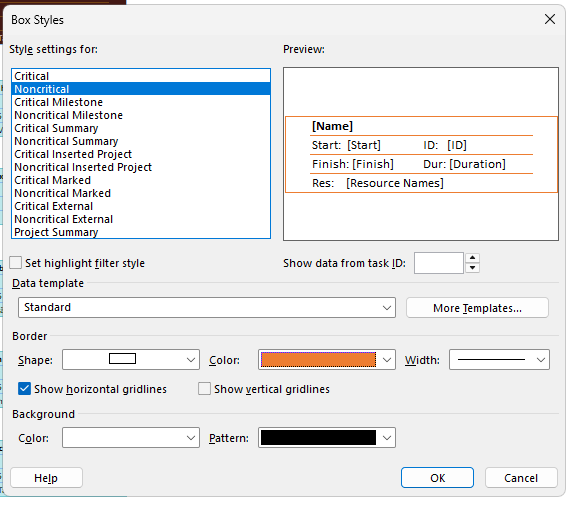 Box Styles
Style settings for:
Preview:
Critical
Noncritical
Critical Milestone
Noncritical Milestone
Critical Summary
Noncritical Summary
Critical Inserted Project
Noncritical Inserted Project
Critical Marked
Noncritical Marked
Critical External
Noncritical External
Project Summary
[Name]
Start: [Start] ID: [ID]
Finish: [Finish] Dur: [Duration]
Res: [Resource Names]
Set highlight filter style
Show data from task ID:
Data template
Standard
More Templates...
Border
Shape:
Color:
Width:
Show horizontal gridlines
Show vertical gridlines
Background
Color:
Pattern:
Help
OK
Cancel